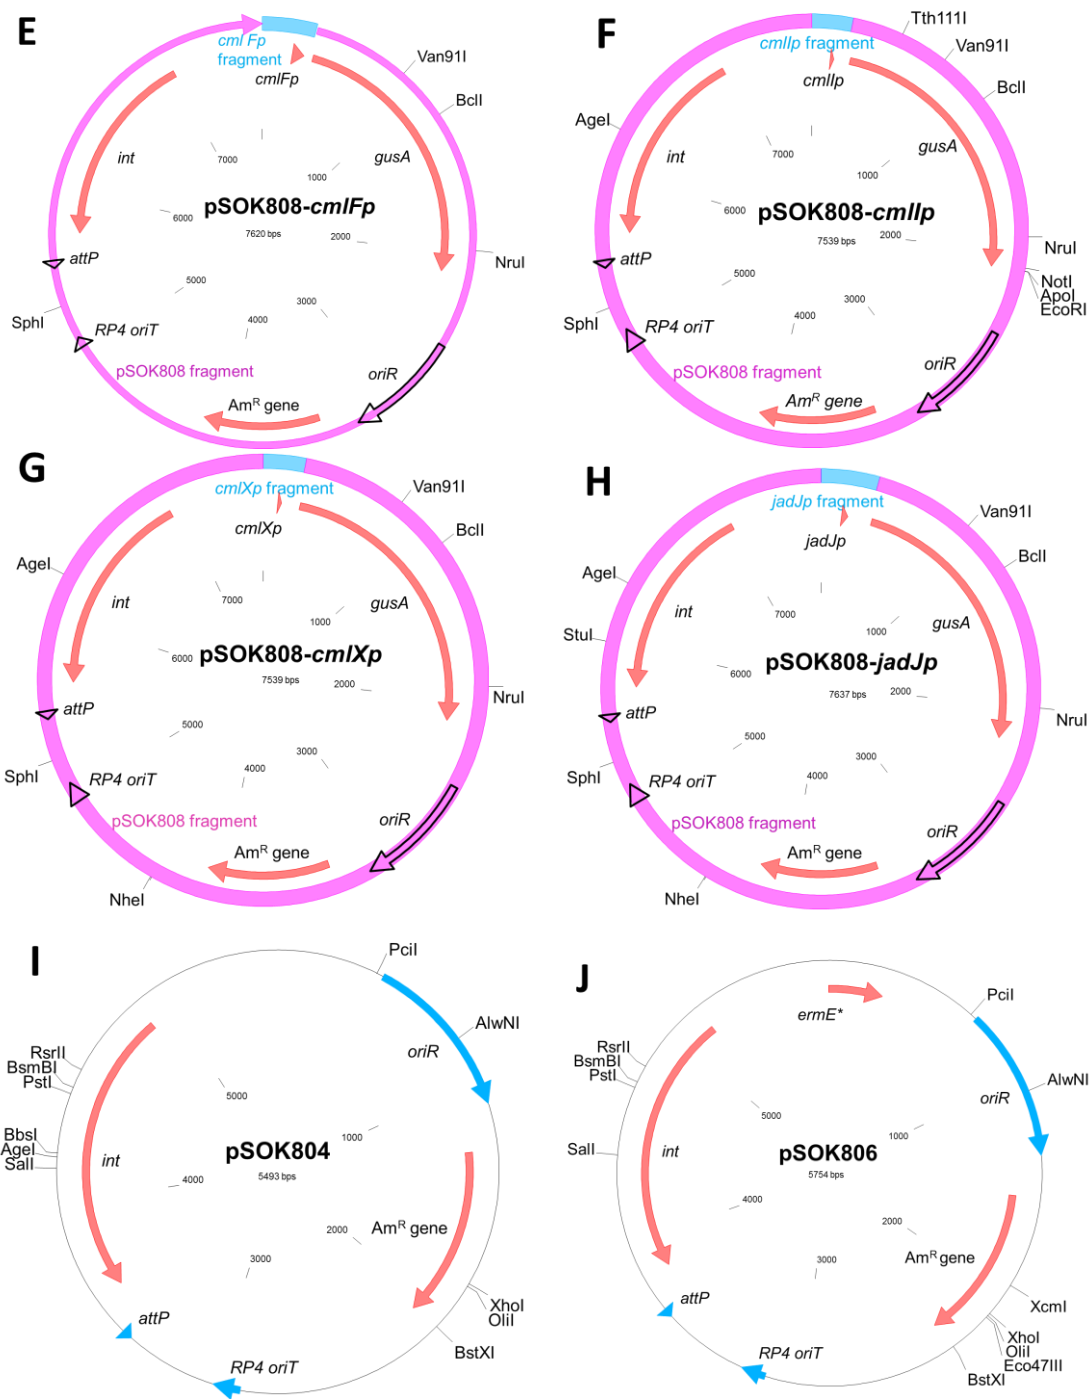 E
cml Fp
fragment
cmlFp
Van91I
BclI
int
gusA
7000
1000
pSOK808-cmlFp
7620 bps
6000
2000
NruI
attP
5000
3000
SphI
RP4 oriT
4000
pSOK808 fragment
oriR
AmR gene
F
cmlIp fragment
cmlIp
Tth111I
Van91I
BclI
AgeI
int
gusA
7000
1000
pSOK808-cmlIp
7539 bps
6000
2000
NruI
attP
NotI
ApoI
EcoRI
5000
3000
SphI
RP4 oriT
4000
pSOK808 fragment
oriR
AmR gene
G
cmlXp fragment
cmlXp
Van91I
BclI
AgeI
int
gusA
7000
1000
pSOK808-cmlXp
7539 bps
6000
2000
NruI
attP
5000
3000
SphI
RP4 oriT
4000
pSOK808 fragment
oriR
AmR gene
NheI
H
jadJp fragment
jadJp
Van91I
BclI
AgeI
StuI
int
gusA
7000
1000
pSOK808-jadJp
7637 bps
6000
2000
NruI
attP
5000
3000
SphI
RP4 oriT
4000
pSOK808 fragment
oriR
AmR gene
NheI
I
PciI
AlwNI
oriR
RsrII
BsmBI
PstI
BbsI
AgeI
SalI
int
5000
1000
pSOK804
5493 bps
4000
2000
3000
AmR gene
XhoI
OliI
BstXI
attP
RP4 oriT
J
ermE*
PciI
AlwNI
oriR
RsrII
BsmBI
PstI
SalI
int
5000
1000
pSOK806
5754 bps
4000
2000
3000
AmR gene
XcmI
XhoI
OliI
Eco47III
BstXI
attP
RP4 oriT